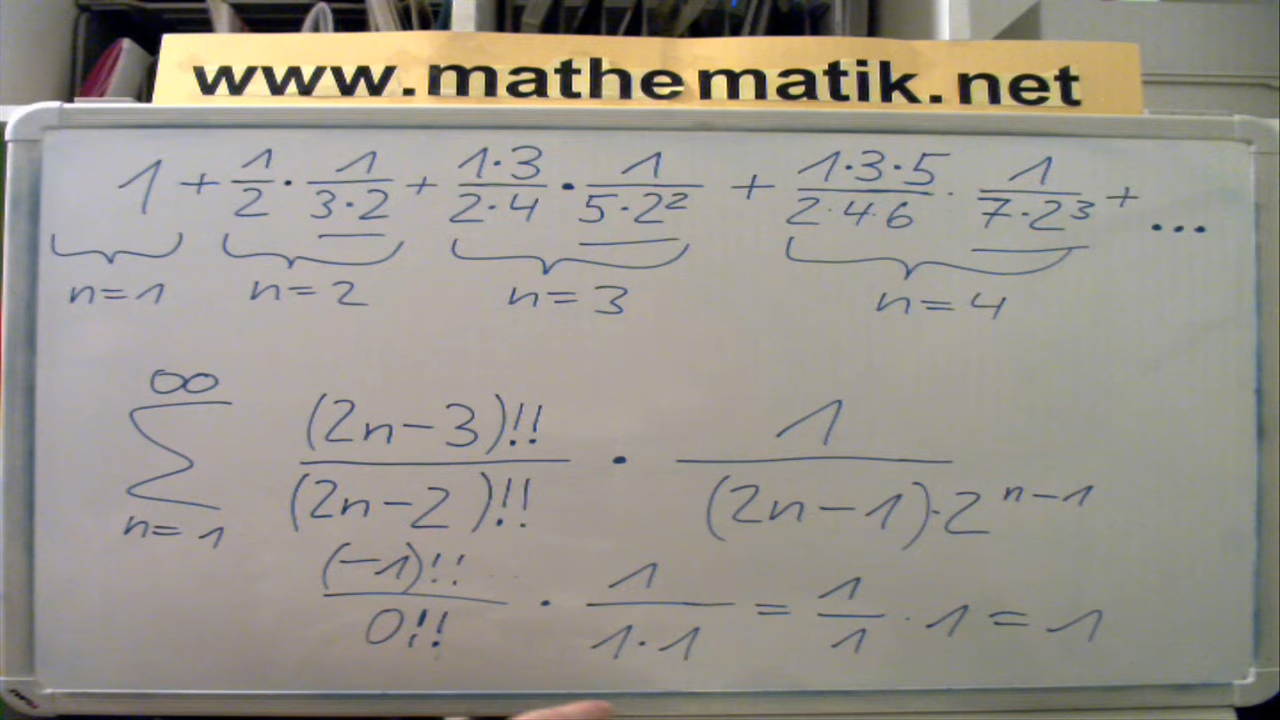 www.mathematik.net
1 + 1/2 · 1/(3·2) + (1·3)/(2·4) · 1/(5·2²) + (1·3·5)/(2·4·6) · 1/(7·2³) + ...
n=1 n=2 n=3 n=4
∑_{n=1}^{∞} (2n-3)!!/(2n-2)!! · 1/((2n-1)·2^{n-1})
(-1)!!/0!! · 1/(1·1) = 1/1 · 1 = 1